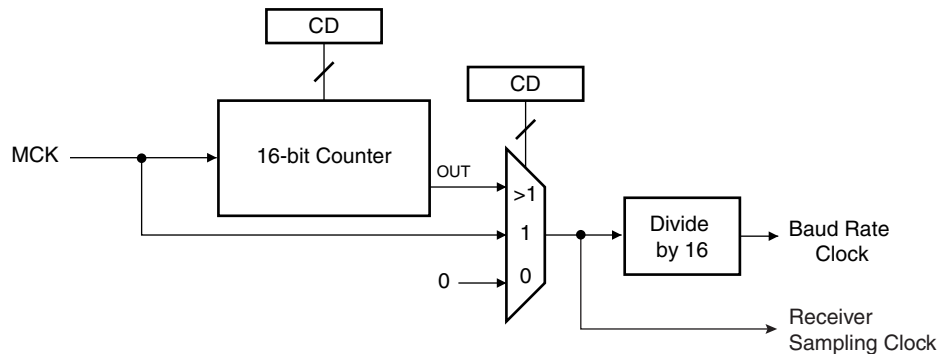 CD
CD
MCK
16-bit Counter
OUT
>1
1
0
0
Divide
by 16
Baud Rate
Clock
Receiver
Sampling Clock